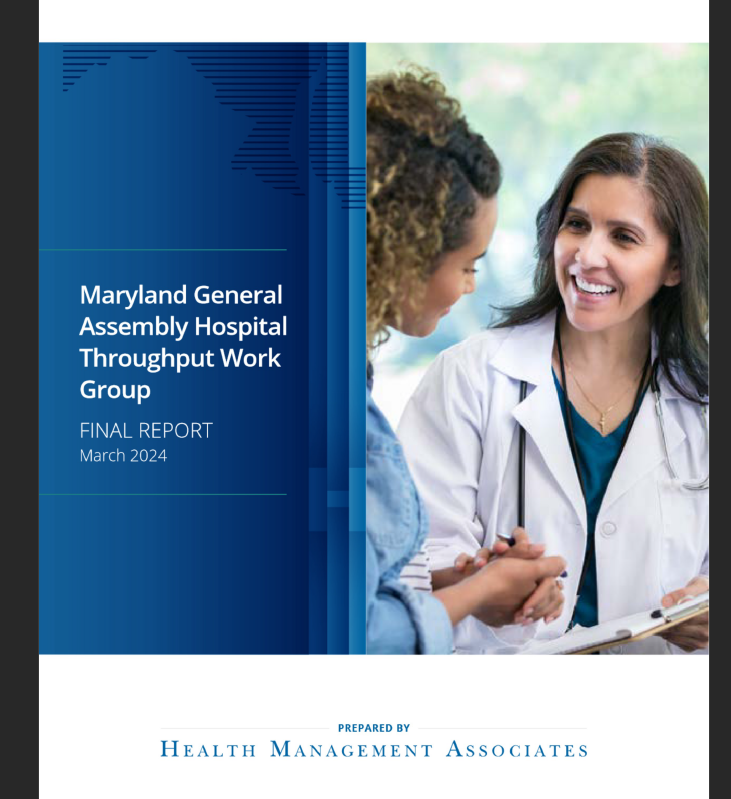 Maryland General
Assembly Hospital
Throughput Work
Group
FINAL REPORT
March 2024
PREPARED BY
HEALTH MANAGEMENT ASSOCIATES